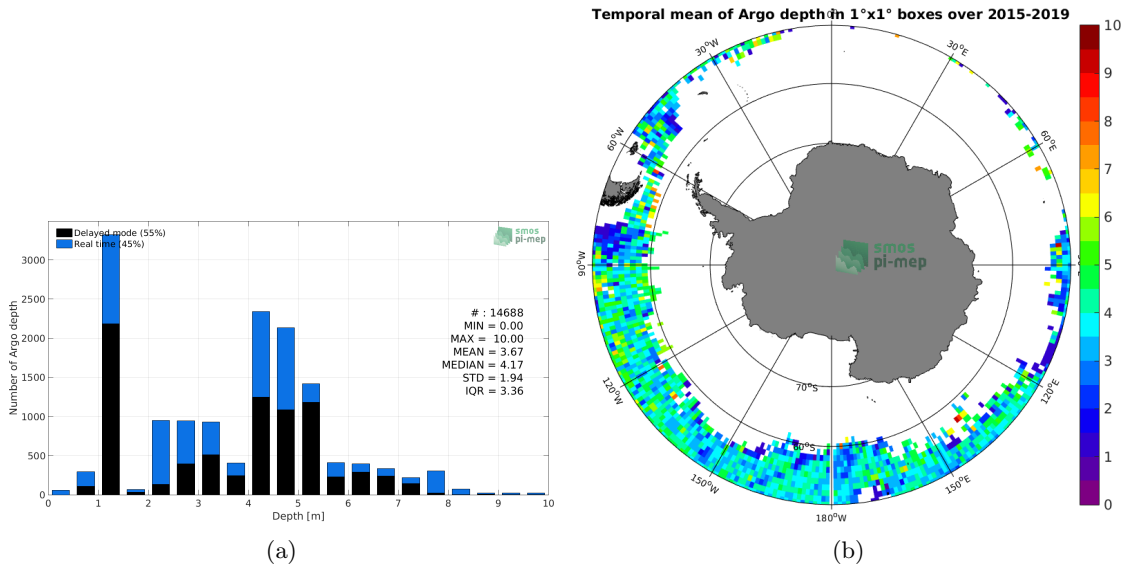 Temporal mean of Argo depth in 1°x1° boxes over 2015-2019
Delayed mode (55%)
Real time (45%)
smos
pi-mep
# : 14688
MIN = 0.00
MAX = 10.00
MEAN = 3.67
MEDIAN = 4.17
STD = 1.94
IQR = 3.36
Number of Argo depth
3000
2500
2000
1500
1000
500
0
0 1 2 3 4 5 6 7 8 9 10
Depth [m]
(a)
30°W
30°E
60°W
60°E
90°W
120°W
120°E
150°W
150°E
180°W
70°S
60°S
smos
pi-mep
10
9
8
7
6
5
4
3
2
1
0
(b)